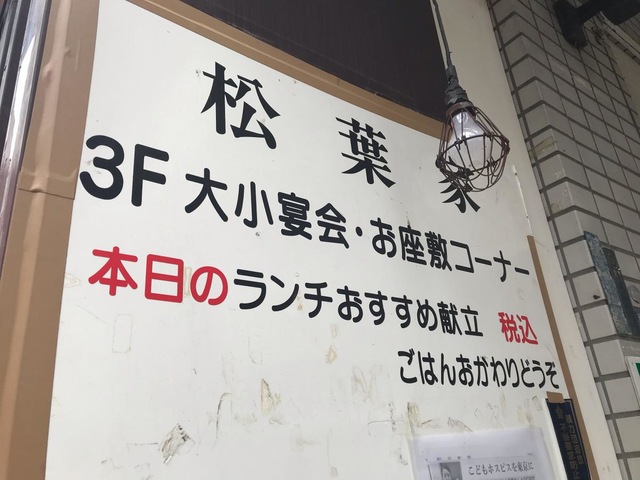 松葉家
3F 大小宴会・お座敷コーナー
本日のランチおすすめ献立 税込
ごはんおかわりどうぞ
こどもホスピスを東京に